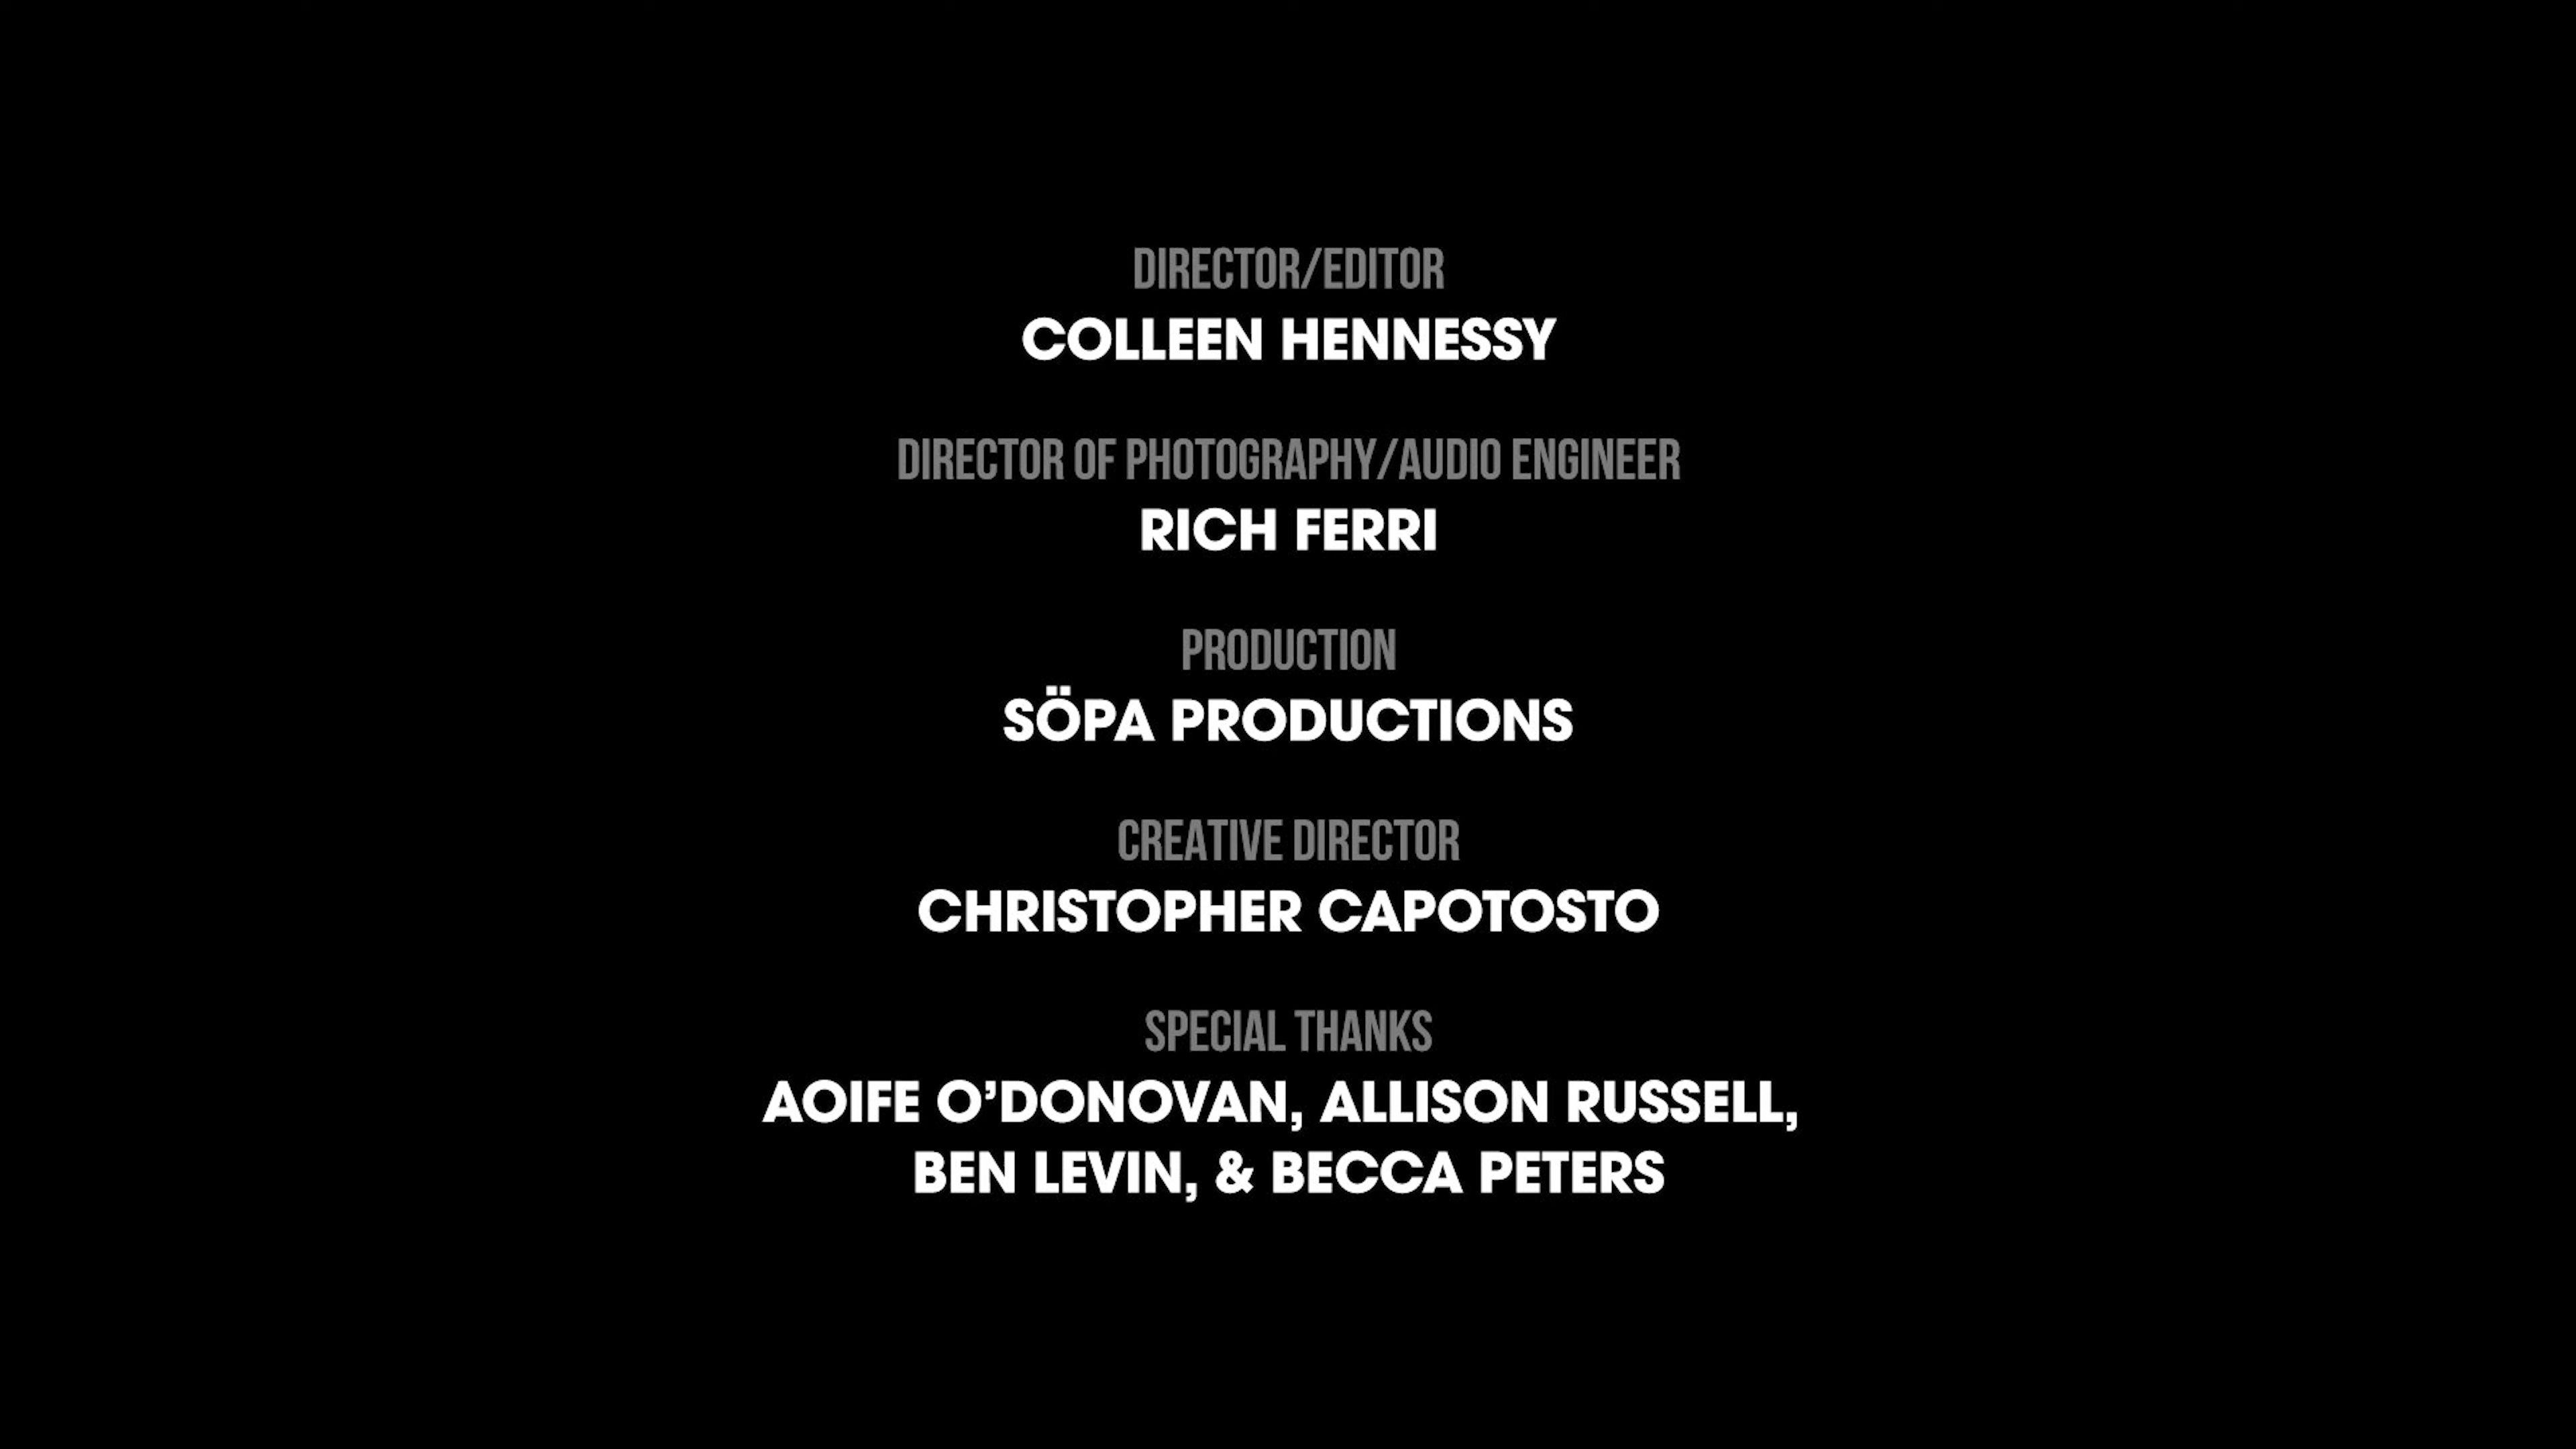 DIRECTOR/EDITOR
COLLEEN HENNESSY
DIRECTOR OF PHOTOGRAPHY/AUDIO ENGINEER
RICH FERRI
PRODUCTION
SÖPA PRODUCTIONS
CREATIVE DIRECTOR
CHRISTOPHER CAPOTOSTO
SPECIAL THANKS
AOIFE O’DONOVAN, ALLISON RUSSELL,
BEN LEVIN, & BECCA PETERS